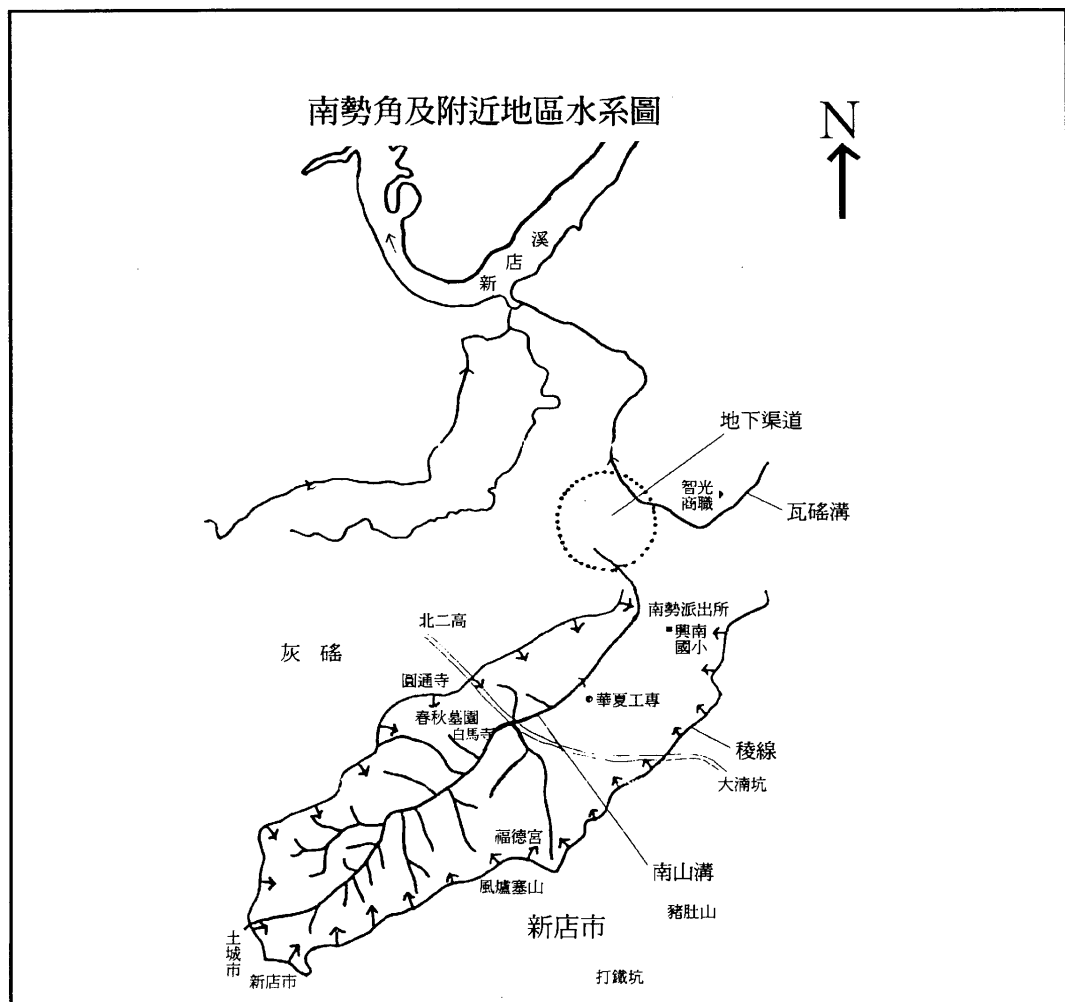 南勢角及附近地區水系圖
N
新店溪
地下渠道
智光
商職
瓦磘溝
南勢派出所
興南
國小
北二高
灰磘
圓通寺
華夏工專
春秋墓園
白馬寺
稜線
大湳坑
福德宮
南山溝
風爐塞山
豬肚山
新店市
土城市
新店市
打鐵坑